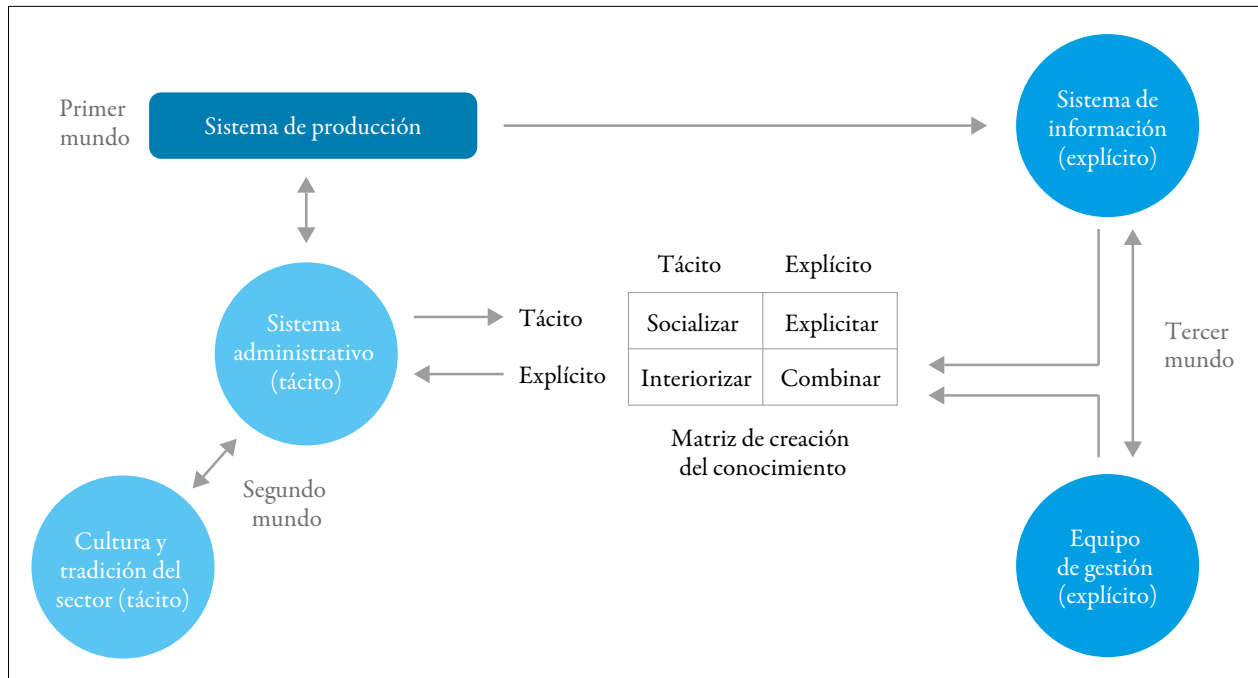 Primer
mundo
Sistema de producción
Sistema de
información
(explícito)
Tácito Explícito
Sistema
administrativo
(tácito)
Tácito
Socializar Explicitar
Explícito
Interiorizar Combinar
Tercer
mundo
Matriz de creación
del conocimiento
Segundo
mundo
Cultura y
tradición del
sector (tácito)
Equipo
de gestión
(explícito)